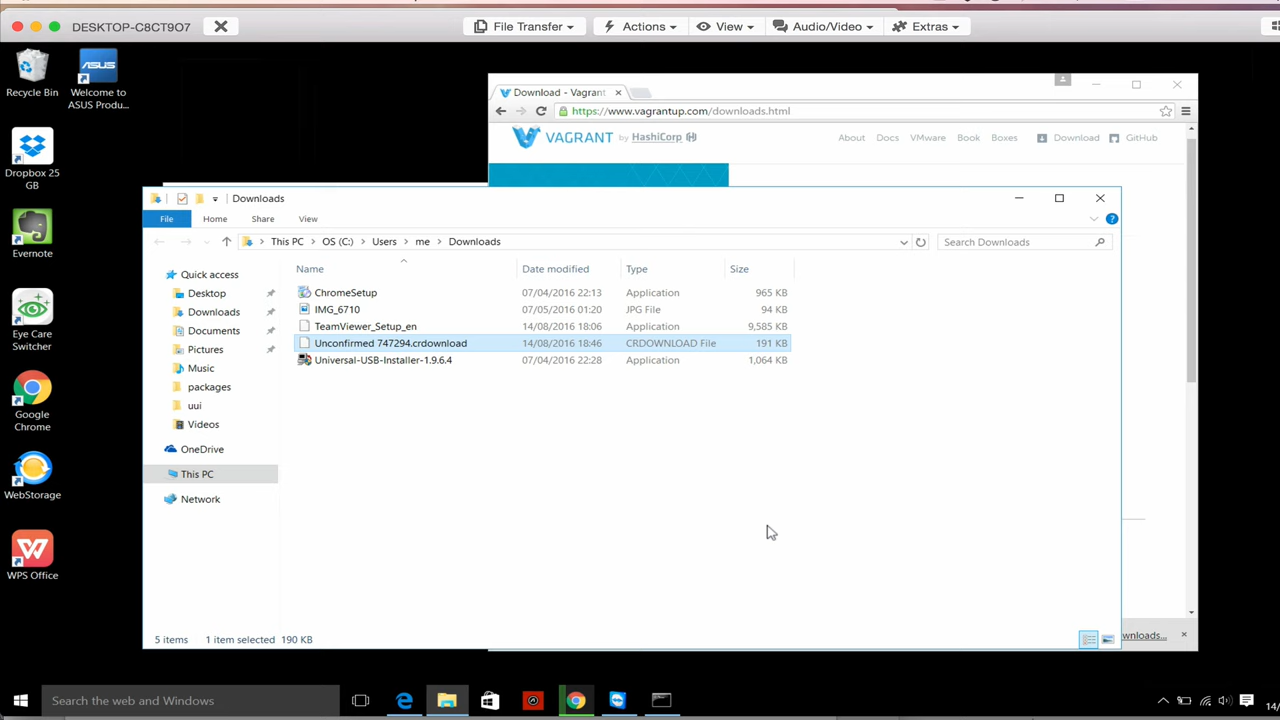 DESKTOP-C8CT9O7
File Transfer
Actions
View
Audio/Video
Extras
Recycle Bin
Welcome to
ASUS Produ...
Dropbox 25
GB
Evernote
Eye Care
Switcher
Google
Chrome
WebStorage
WPS Office
Download - Vagrant
https://www.vagrantup.com/downloads.html
VAGRANT by HashiCorp
About Docs VMware Book Boxes Download GitHub
Downloads
File Home Share View
This PC OS (C:) Users me Downloads
Search Downloads
Quick access
Desktop
Downloads
Documents
Pictures
Music
packages
uui
Videos
OneDrive
This PC
Network
Name Date modified Type Size
ChromeSetup 07/04/2016 22:13 Application 965 KB
IMG_6710 07/05/2016 01:20 JPG File 94 KB
TeamViewer_Setup_en 14/08/2016 18:06 Application 9,585 KB
Unconfirmed 747294.crdownload 14/08/2016 18:46 CRDOWNLOAD File 191 KB
Universal-USB-Installer-1.9.6.4 07/04/2016 22:28 Application 1,064 KB
5 items 1 item selected 190 KB
wnloads...
Search the web and Windows
14/